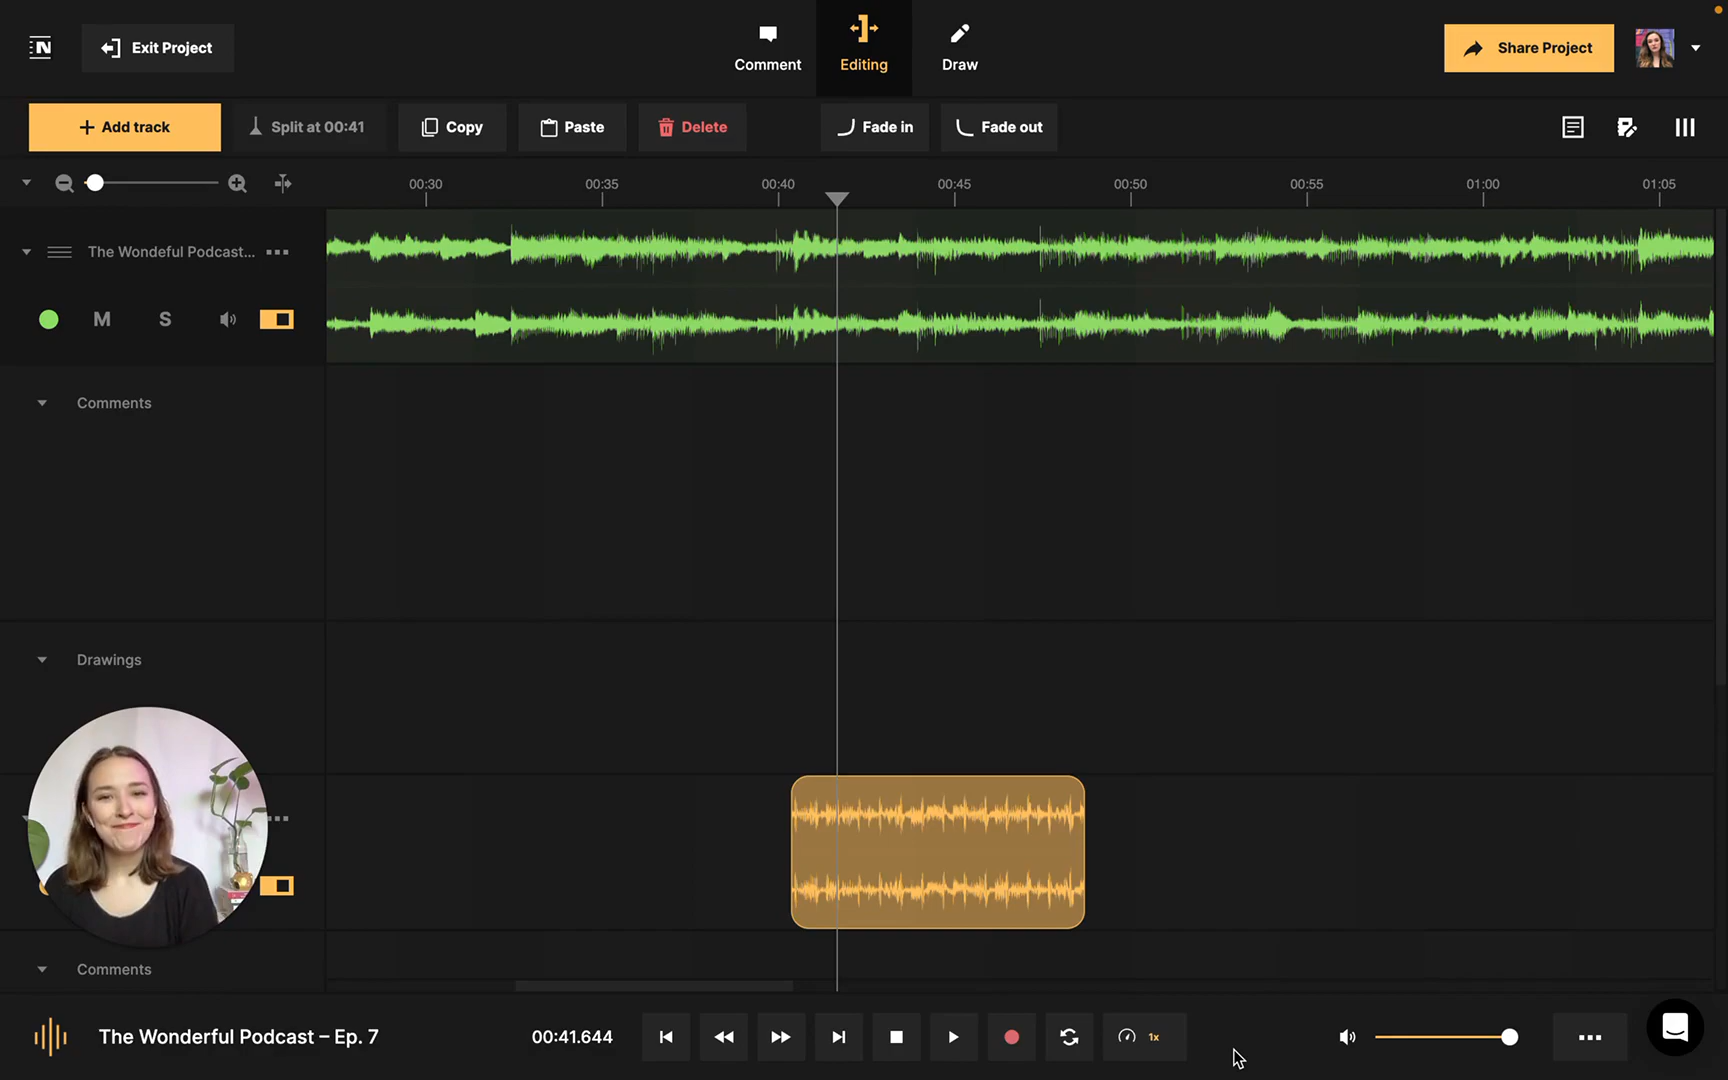 N
Exit Project
Comment
Editing
Draw
Share Project
+ Add track
Split at 00:41
Copy
Paste
Delete
Fade in
Fade out
00:30
00:35
00:40
00:45
00:50
00:55
01:00
01:05
The Wondeful Podcast...
M
S
Comments
Drawings
Comments
The Wonderful Podcast – Ep. 7
00:41.644
1x